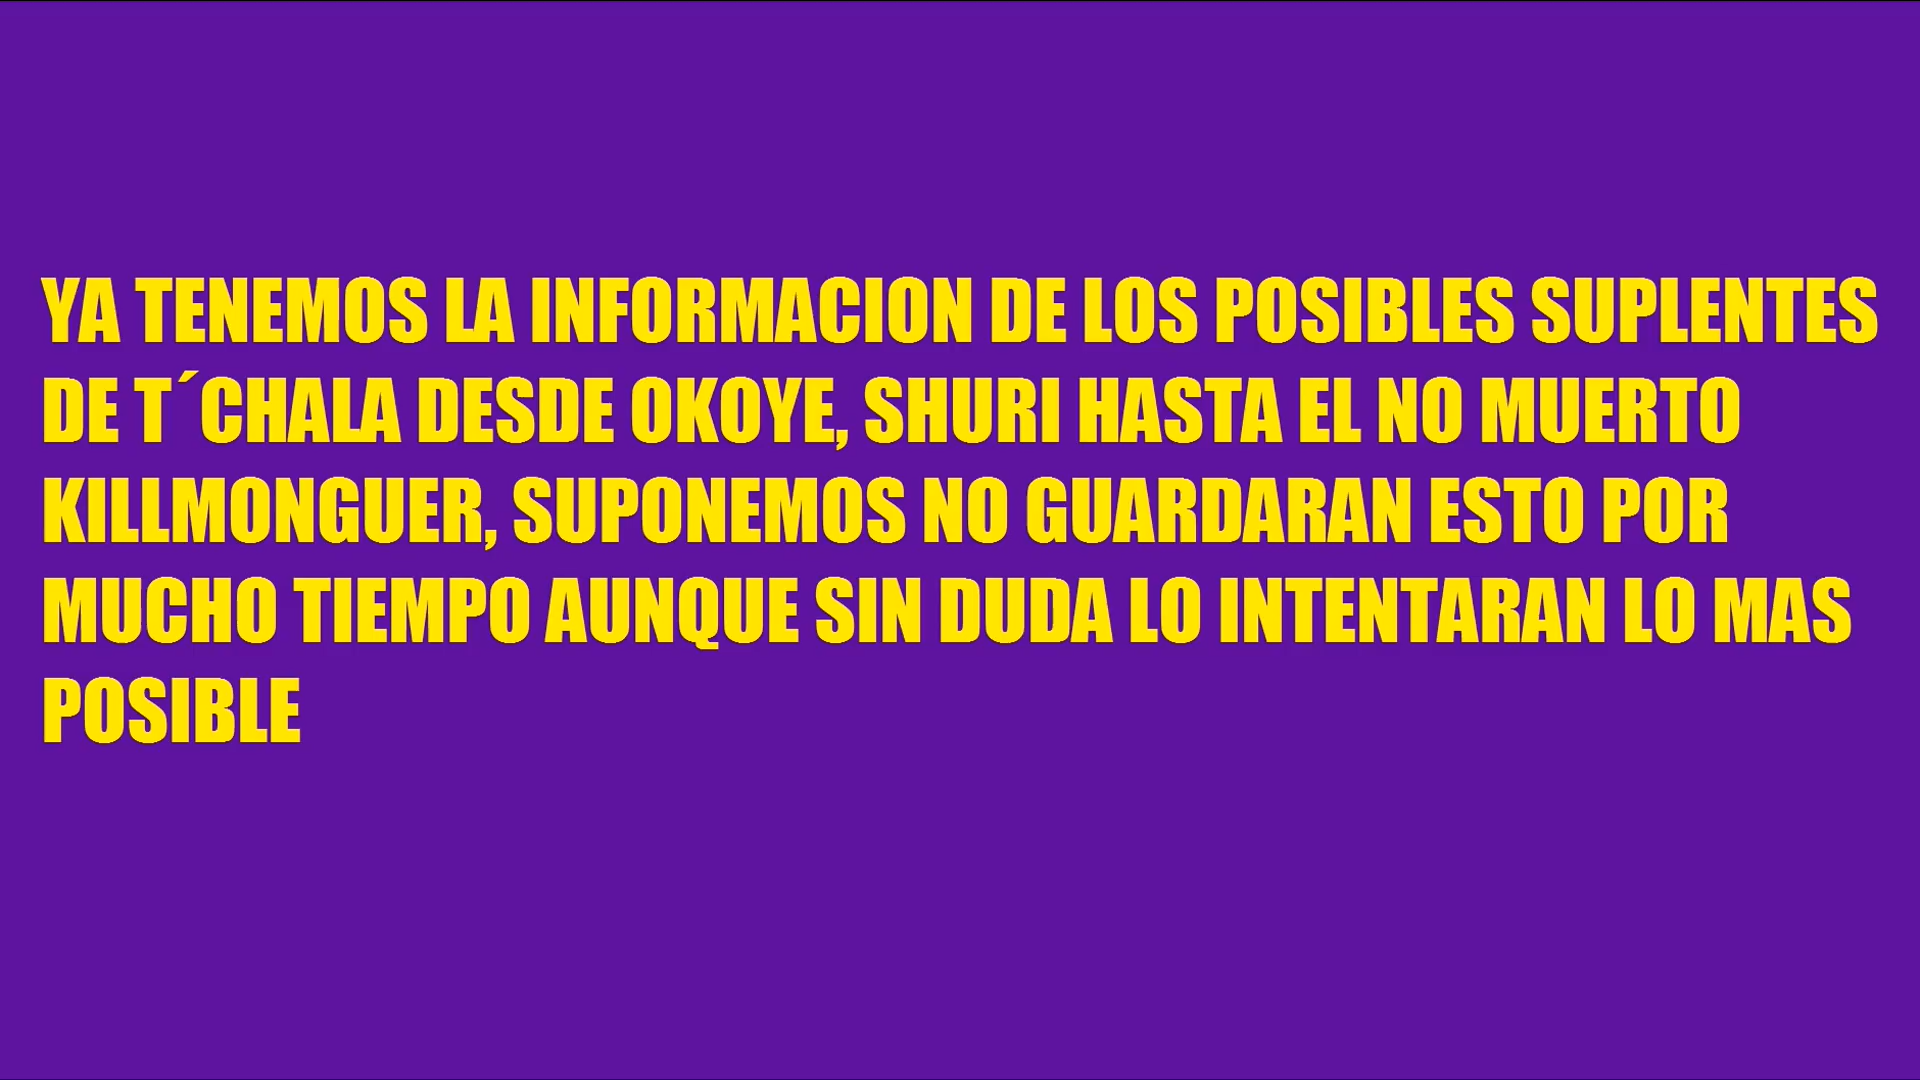 YA TENEMOS LA INFORMACION DE LOS POSIBLES SUPLENTES
DE T´CHALA DESDE OKOYE, SHURI HASTA EL NO MUERTO
KILLMONGUER, SUPONEMOS NO GUARDARAN ESTO POR
MUCHO TIEMPO AUNQUE SIN DUDA LO INTENTARAN LO MAS
POSIBLE